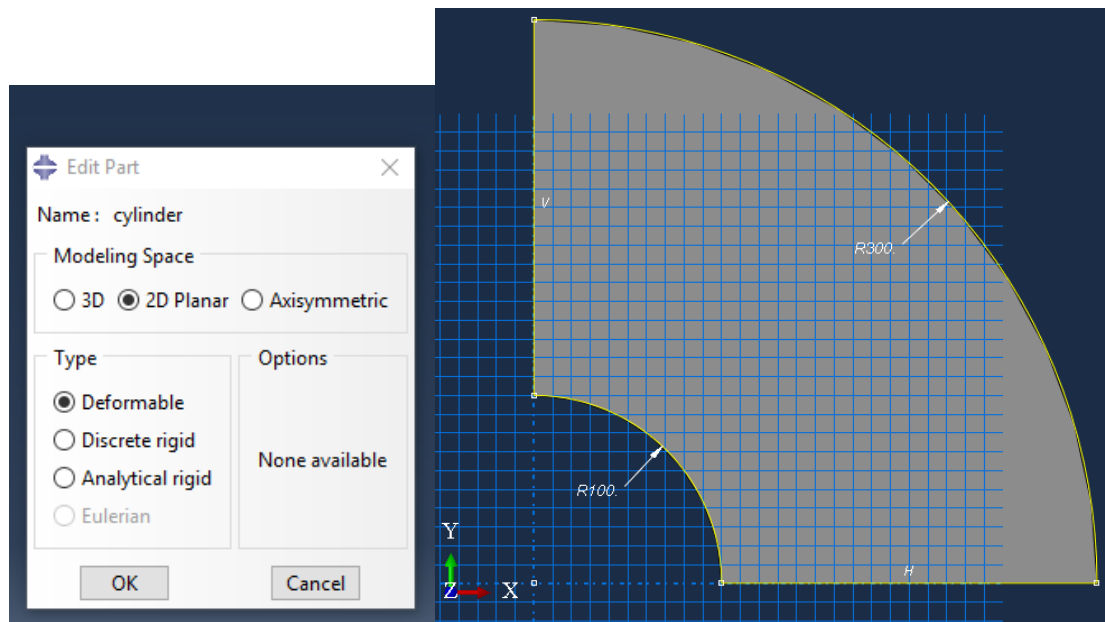 Edit Part
Name : cylinder
Modeling Space
3D 2D Planar Axisymmetric
Type
Deformable
Discrete rigid
Analytical rigid
Eulerian
Options
None available
OK
Cancel
V
R300.
R100.
H
Y
Z X